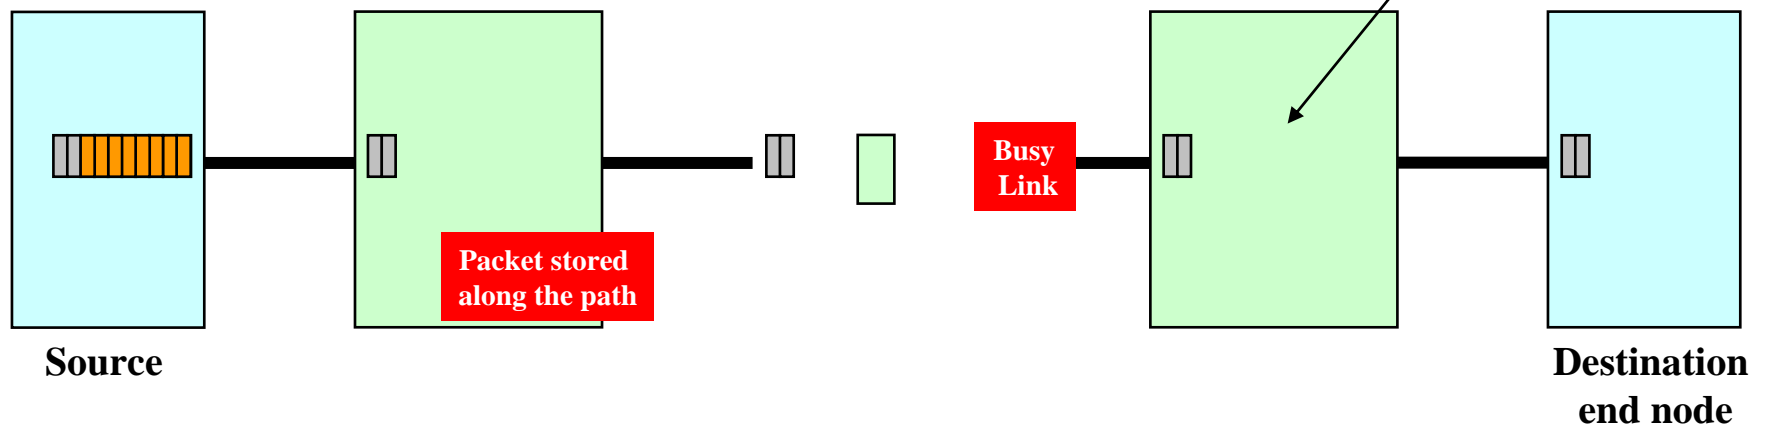 Busy
Link
Packet stored
along the path
Source
Destination
end node